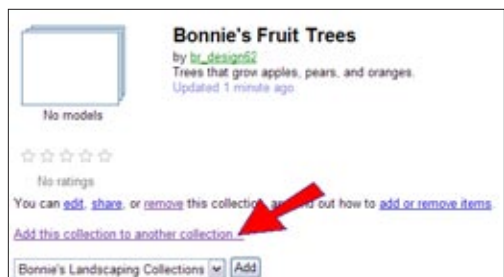 Bonnie's Fruit Trees
by br_design62
Trees that grow apples, pears, and oranges.
Updated 1 minute ago
No models
No ratings
You can edit, share, or remove this collection, out how to add or remove items.
Add this collection to another collection
Bonnie's Landscaping Collections Add